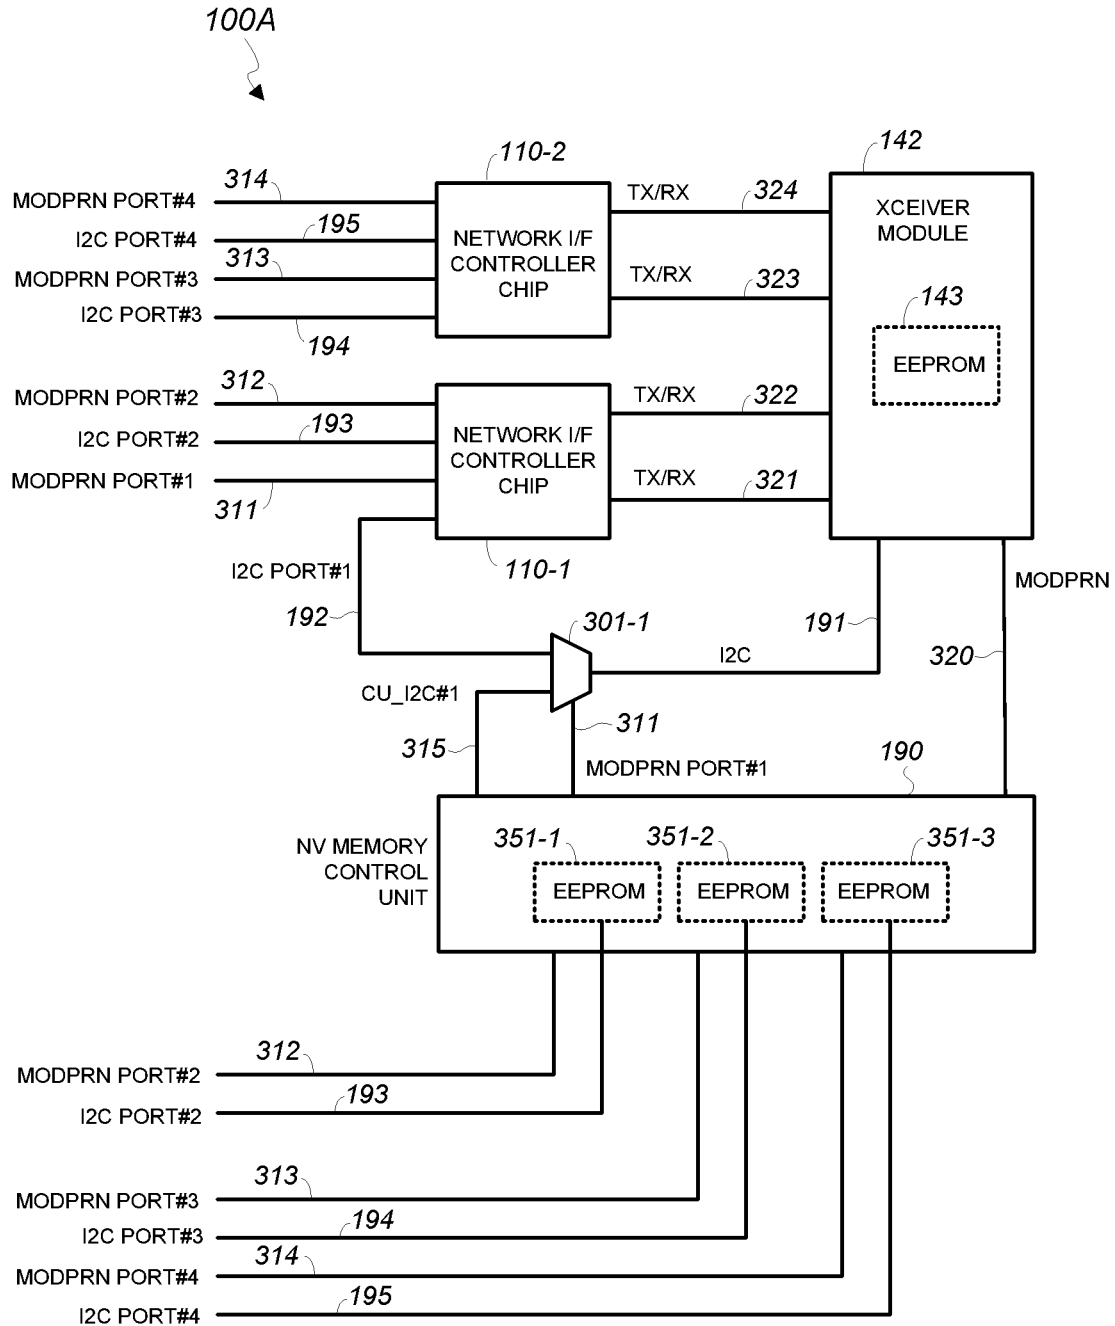 100A
142
110-2
314
TX/RX
324
MODPRN PORT#4
XCEIVER
MODULE
195
I2C PORT#4
NETWORK I/F
CONTROLLER
CHIP
313
MODPRN PORT#3
TX/RX
323
143
I2C PORT#3
194
EEPROM
312
MODPRN PORT#2
TX/RX
322
193
I2C PORT#2
NETWORK I/F
CONTROLLER
CHIP
MODPRN PORT#1
TX/RX
321
311
I2C PORT#1
110-1
MODPRN
192
301-1
191
I2C
320
CU_I2C#1
311
315
MODPRN PORT#1
190
NV MEMORY
CONTROL
UNIT
351-1
351-2
351-3
EEPROM
EEPROM
EEPROM
312
MODPRN PORT#2
193
I2C PORT#2
313
MODPRN PORT#3
194
I2C PORT#3
314
MODPRN PORT#4
195
I2C PORT#4